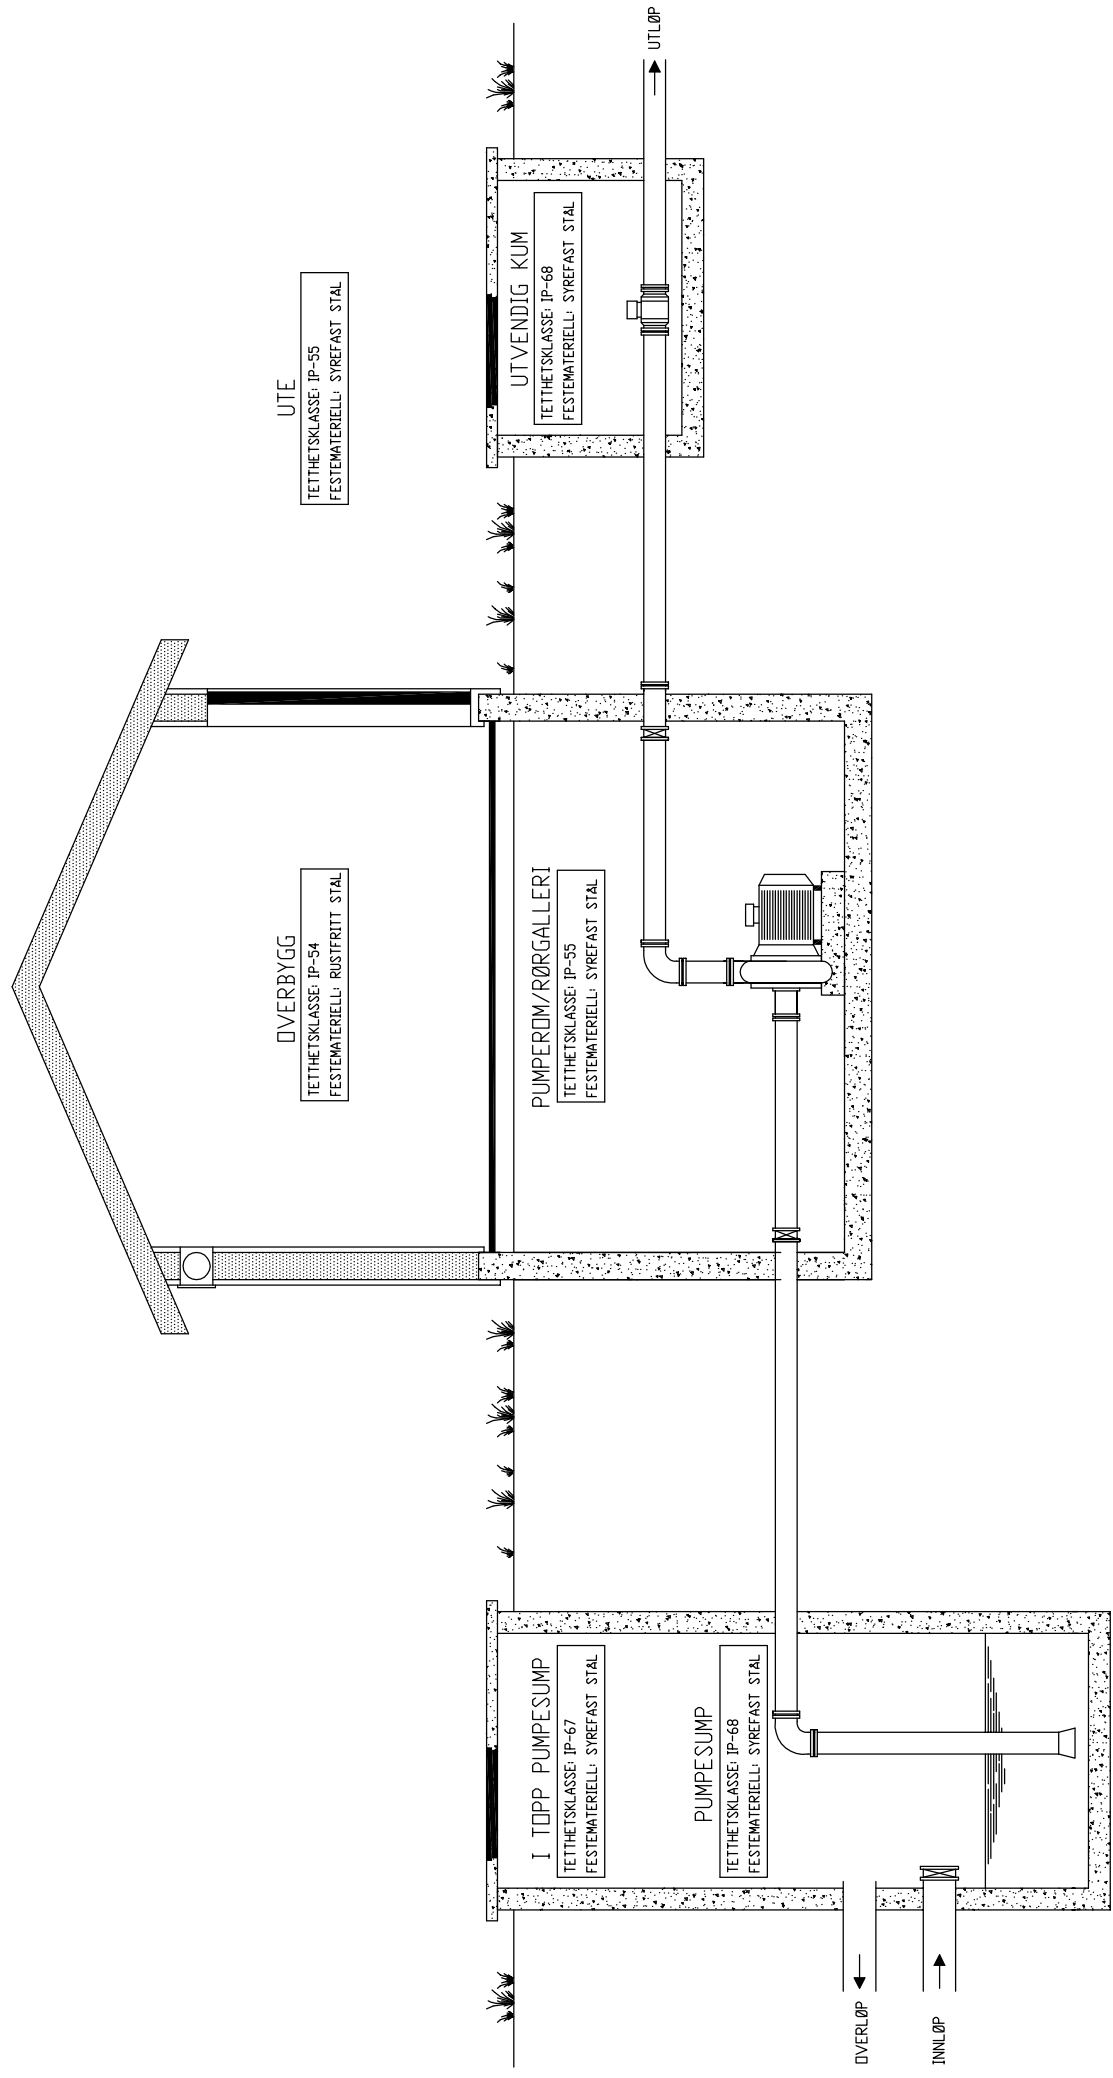 UTE
TETTHETSKLASSE: IP-55
FESTEMATERIELL: SYREFAST STÅL
OVERBYGG
TETTHETSKLASSE: IP-54
FESTEMATERIELL: RUSTFRITT STÅL
I TOPP PUMPESUMP
TETTHETSKLASSE: IP-67
FESTEMATERIELL: SYREFAST STÅL
PUMPEROM/RØRGALLERI
TETTHETSKLASSE: IP-55
FESTEMATERIELL: SYREFAST STÅL
UTVENDIG KUM
TETTHETSKLASSE: IP-68
FESTEMATERIELL: SYREFAST STÅL
UTLØP
PUMPESUMP
TETTHETSKLASSE: IP-68
FESTEMATERIELL: SYREFAST STÅL
OVERLØP
INNLØP